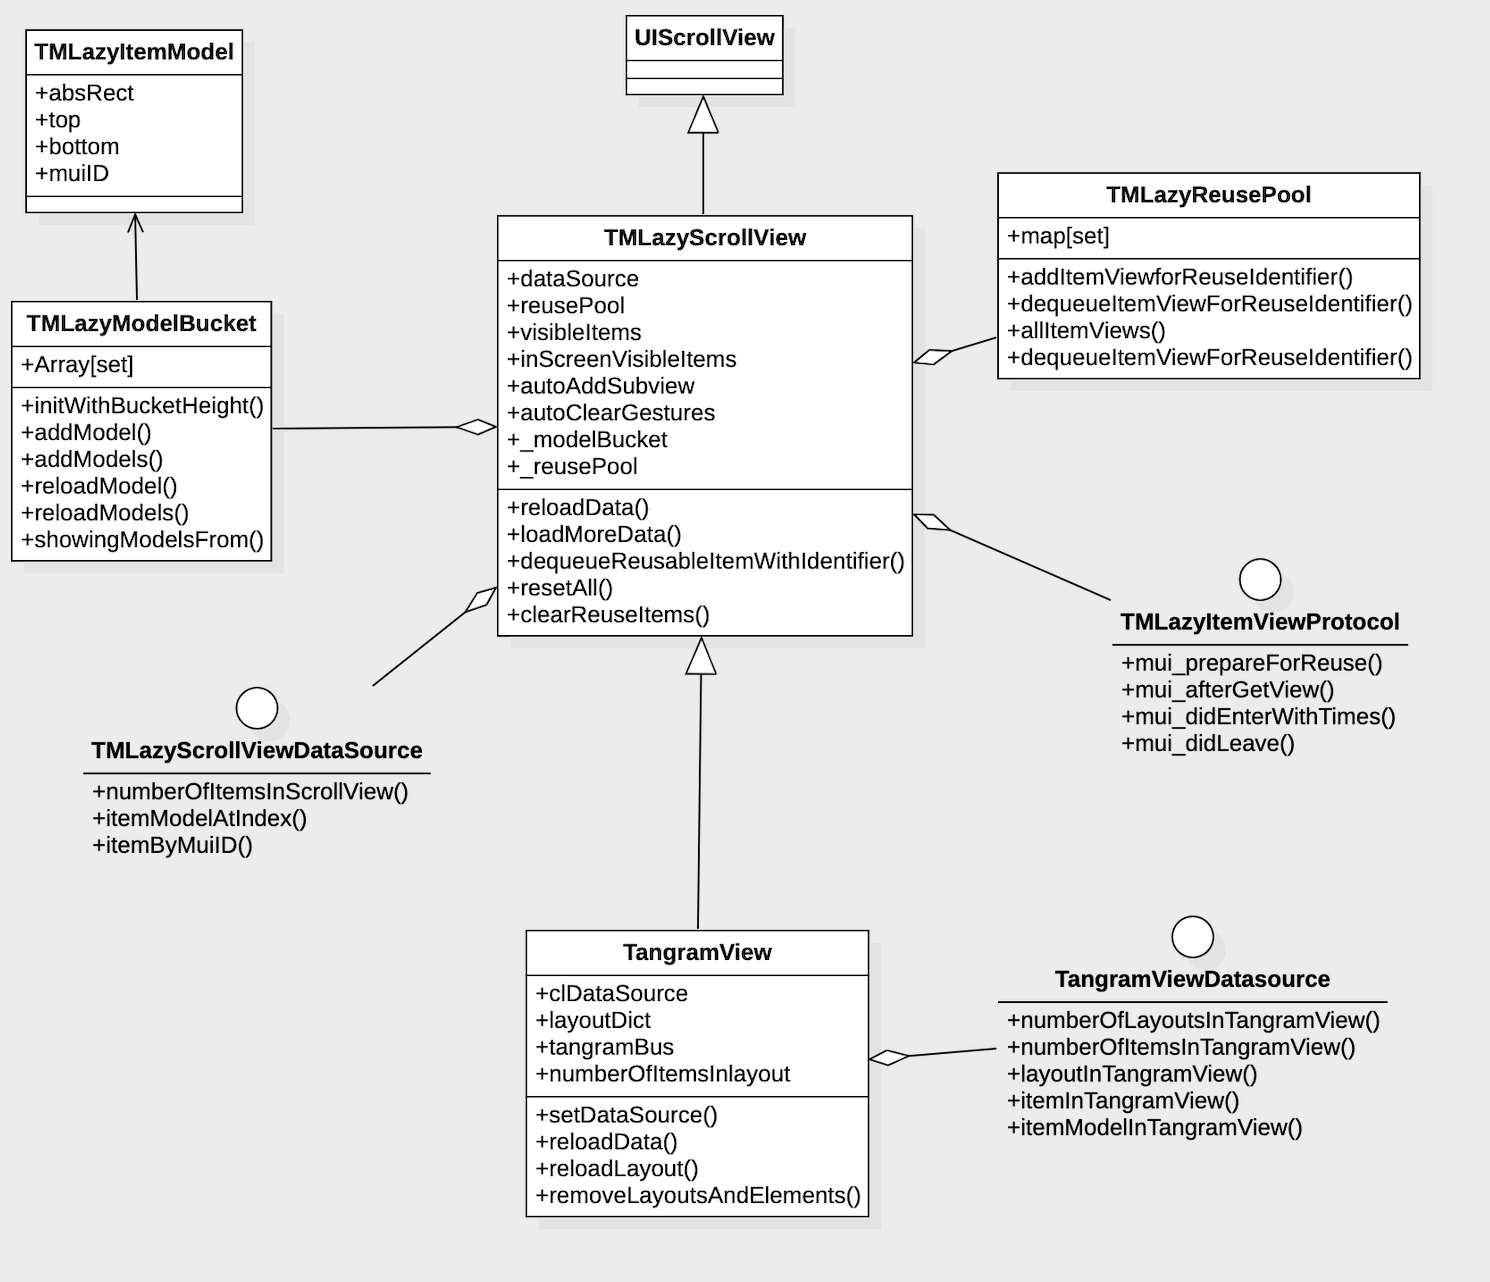 TMLazyItemModel
+absRect
+top
+bottom
+muiID
UIScrollView
TMLazyReusePool
+map[set]
+addItemViewforReuseIdentifier()
+dequeueItemViewForReuseIdentifier()
+allItemViews()
+dequeueItemViewForReuseIdentifier()
TMLazyScrollView
+dataSource
+reusePool
+visibleItems
+inScreenVisibleItems
+autoAddSubview
+autoClearGestures
+_modelBucket
+_reusePool
+reloadData()
+loadMoreData()
+dequeueReusableItemWithIdentifier()
+resetAll()
+clearReuseItems()
TMLazyModelBucket
+Array[set]
+initWithBucketHeight()
+addModel()
+addModels()
+reloadModel()
+reloadModels()
+showingModelsFrom()
TMLazyItemViewProtocol
+mui_prepareForReuse()
+mui_afterGetView()
+mui_didEnterWithTimes()
+mui_didLeave()
TMLazyScrollViewDataSource
+numberOfItemsInScrollView()
+itemModelAtIndex()
+itemByMuiID()
TangramView
+clDataSource
+layoutDict
+tangramBus
+numberOfItemsInlayout
+setDataSource()
+reloadData()
+reloadLayout()
+removeLayoutsAndElements()
TangramViewDatasource
+numberOfLayoutsInTangramView()
+numberOfItemsInTangramView()
+layoutInTangramView()
+itemInTangramView()
+itemModelInTangramView()